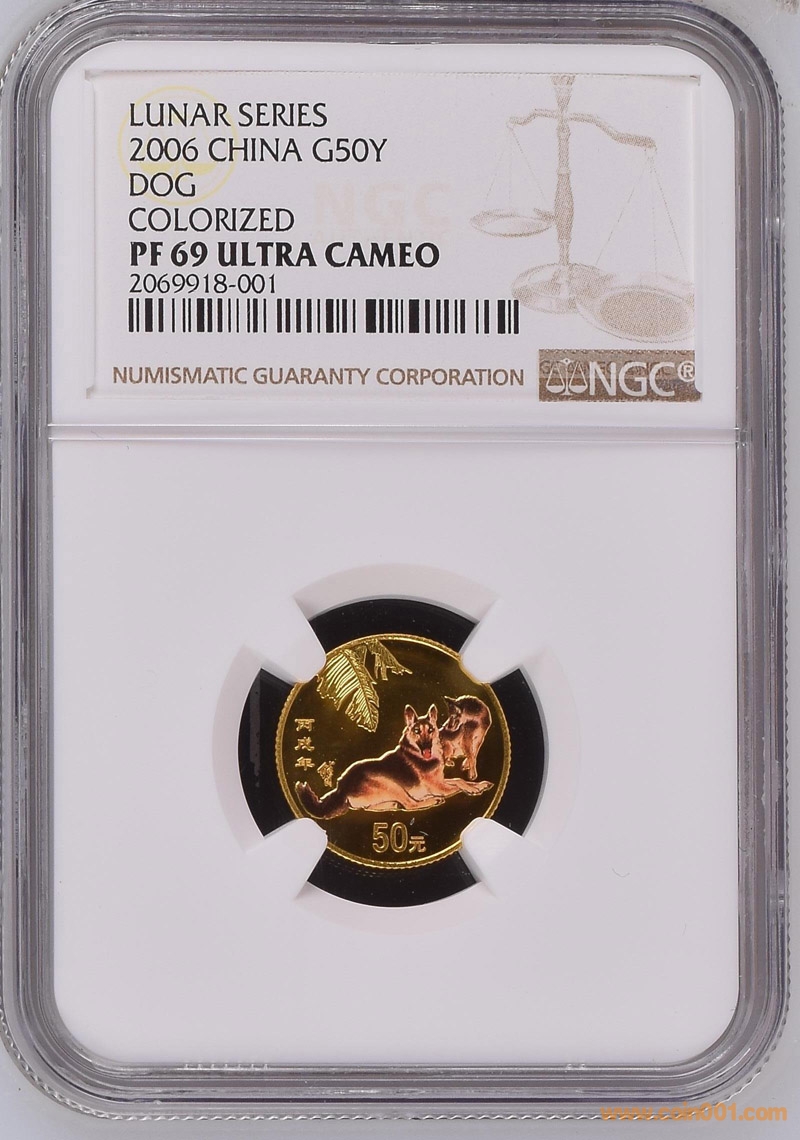 LUNAR SERIES
2006 CHINA G50Y
DOG
COLORIZED
NGC
PF 69 ULTRA CAMEO
2069918-001
NUMISMATIC GUARANTY CORPORATION
NGC®
丙戌年
50元
www.coin001.com